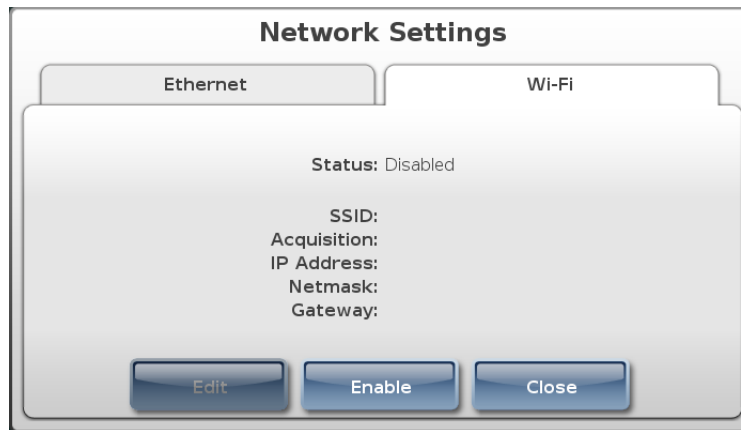 Network Settings
Ethernet Wi-Fi
Status: Disabled
SSID:
Acquisition:
IP Address:
Netmask:
Gateway:
Edit Enable Close